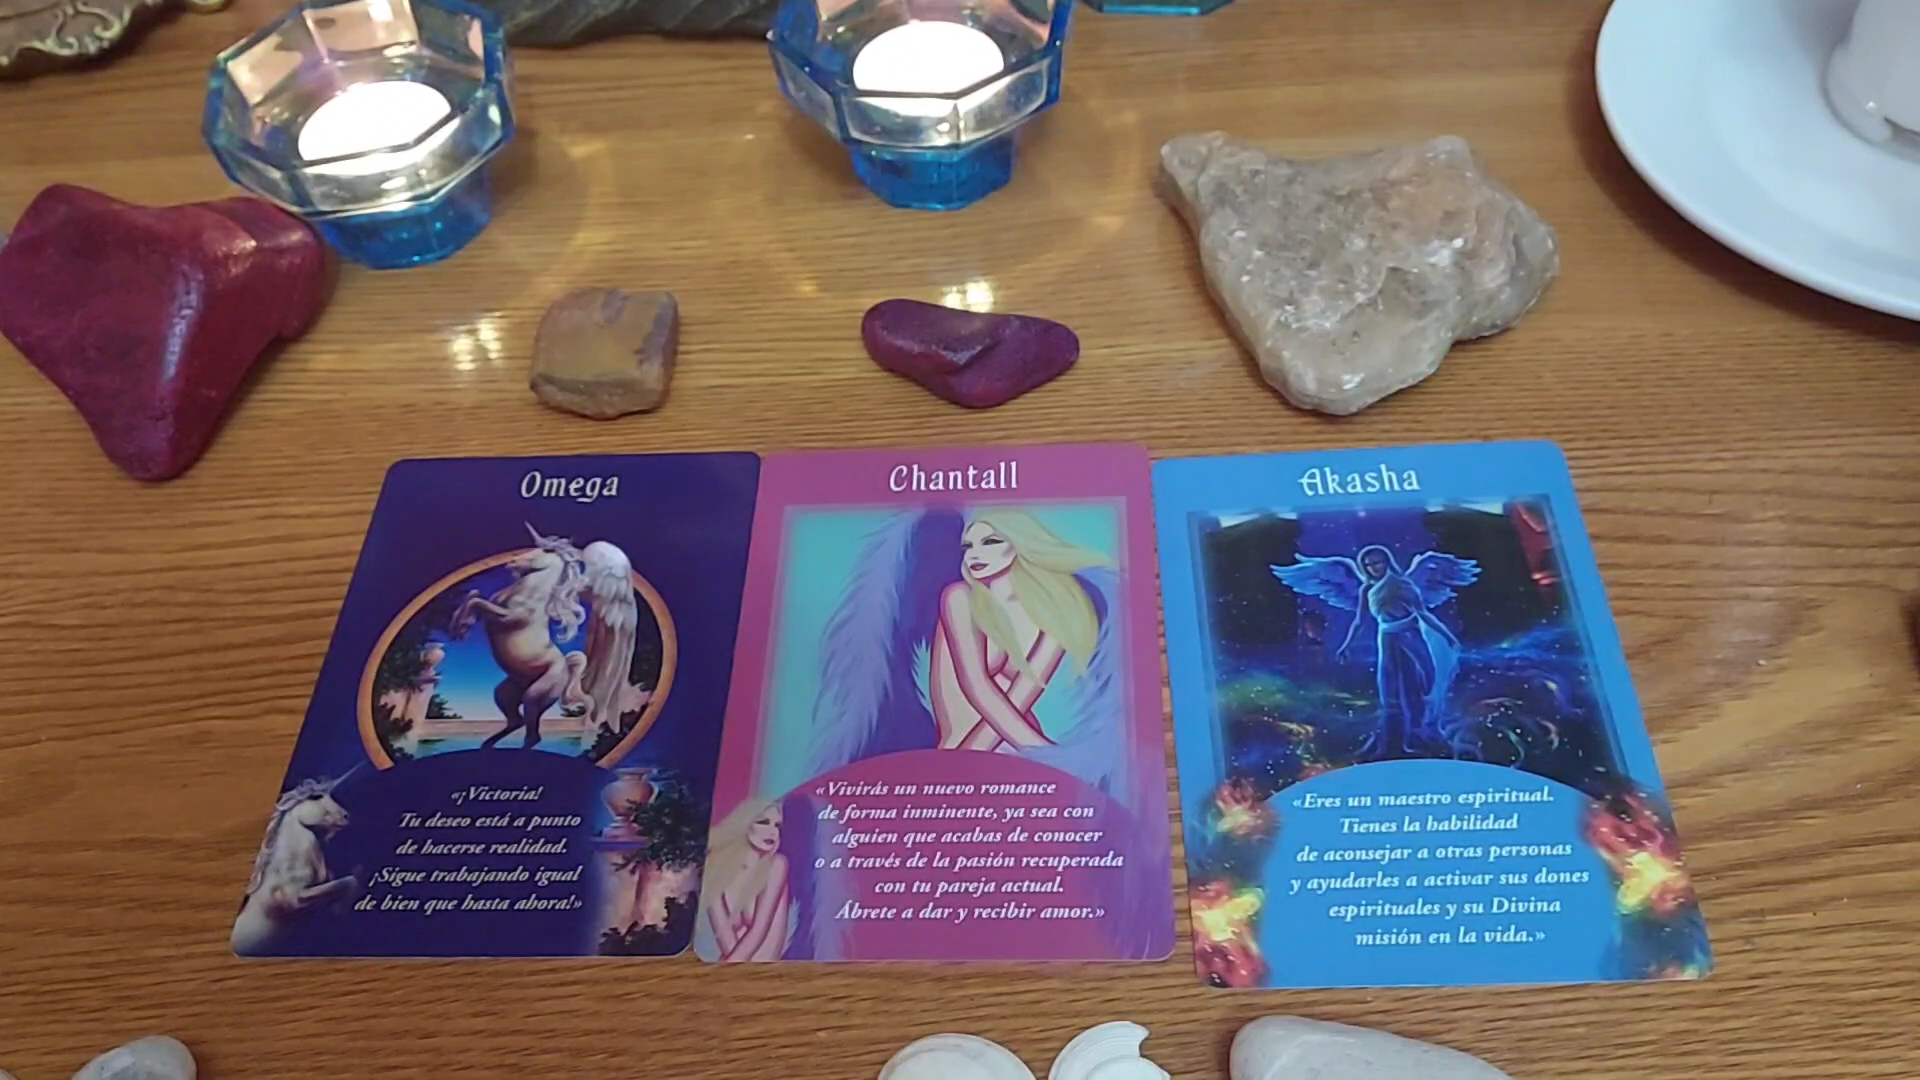 Omega
«¡Victoria!
Tu deseo está a punto
de hacerse realidad.
¡Sigue trabajando igual
de bien que hasta ahora!»
Chantall
«Vivirás un nuevo romance
de forma inminente, ya sea con
alguien que acabas de conocer
o a través de la pasión recuperada
con tu pareja actual.
Ábrete a dar y recibir amor.»
Akasha
«Eres un maestro espiritual.
Tienes la habilidad
de aconsejar a otras personas
y ayudarles a activar sus dones
espirituales y su Divina
misión en la vida.»